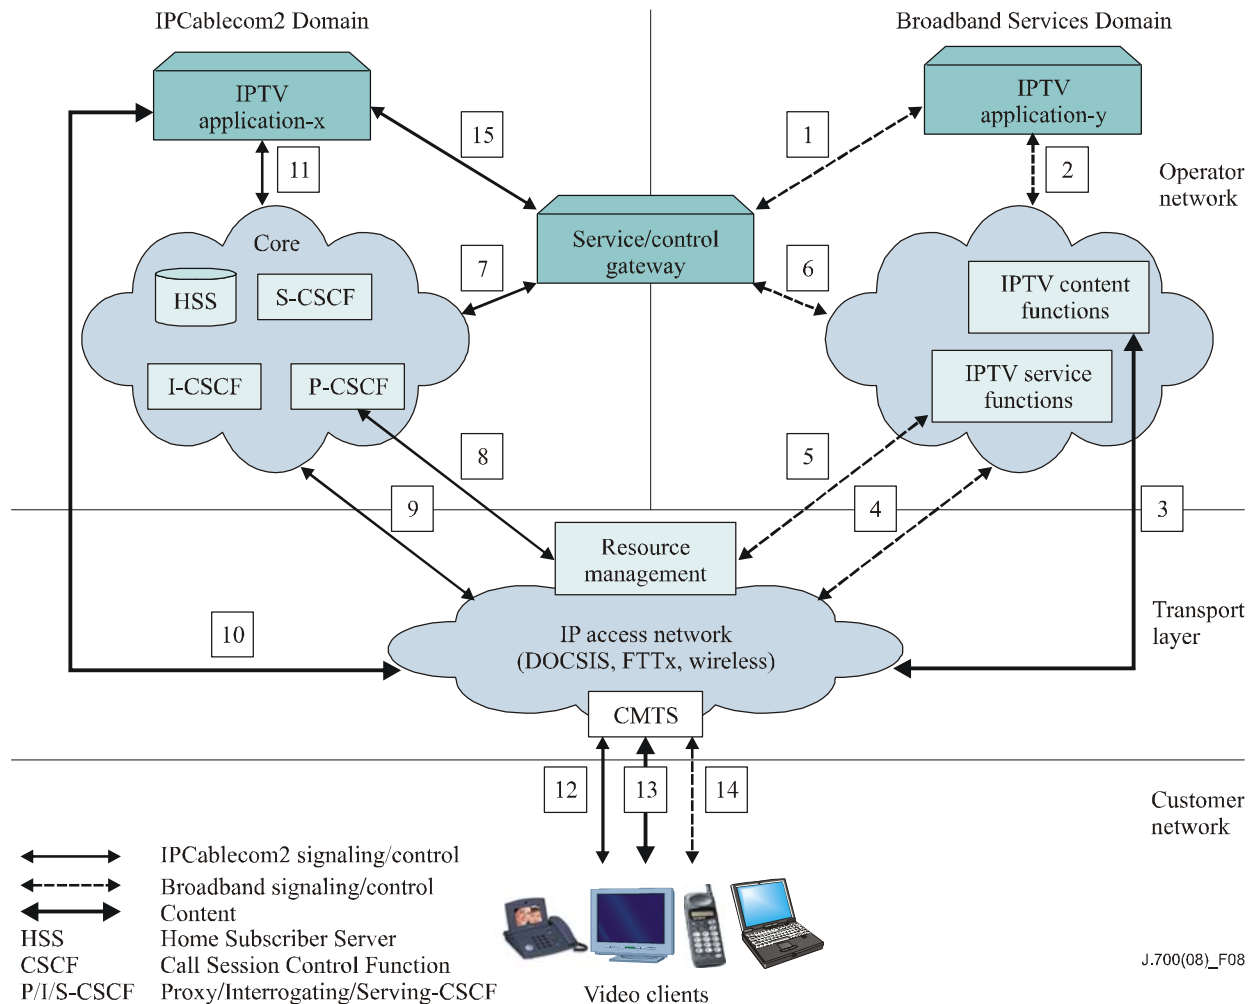 IPCablecom2 Domain
Broadband Services Domain
IPTV
application-x
IPTV
application-y
15
1
11
2
Operator
network
Core
Service/control
gateway
7
6
HSS
S-CSCF
IPTV content
functions
I-CSCF
P-CSCF
IPTV service
functions
8
5
9
4
3
Resource
management
10
IP access network
(DOCSIS, FTTx, wireless)
Transport
layer
CMTS
12
13
14
Customer
network
IPCablecom2 signaling/control
Broadband signaling/control
Content
HSS Home Subscriber Server
CSCF Call Session Control Function
P/I/S-CSCF Proxy/Interrogating/Serving-CSCF
Video clients
J.700(08)_F08